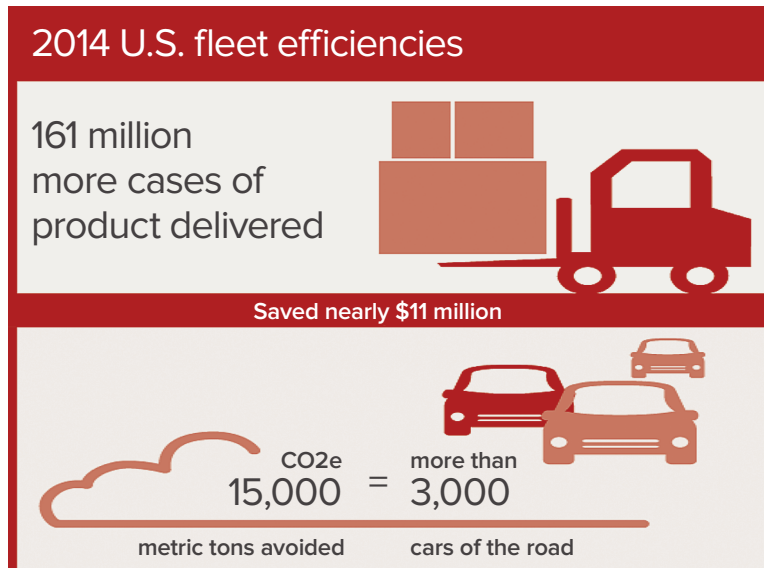 2014 U.S. fleet efficiencies
161 million
more cases of
product delivered
Saved nearly $11 million
CO2e
15,000
metric tons avoided
=
more than
3,000
cars of the road